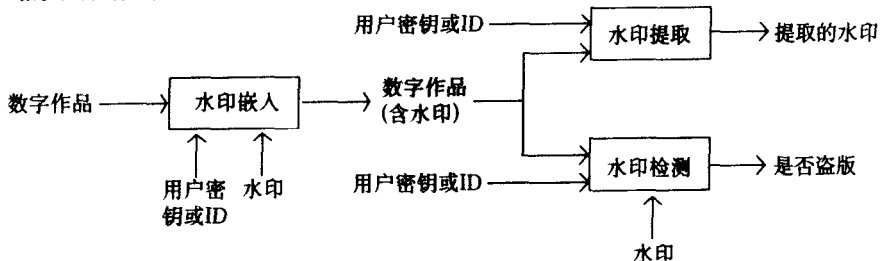 用户密钥或ID
水印提取
提取的水印
数字作品
水印嵌入
数字作品
(含水印)
用户密
钥或ID
水印
用户密钥或ID
水印检测
是否盗版
水印